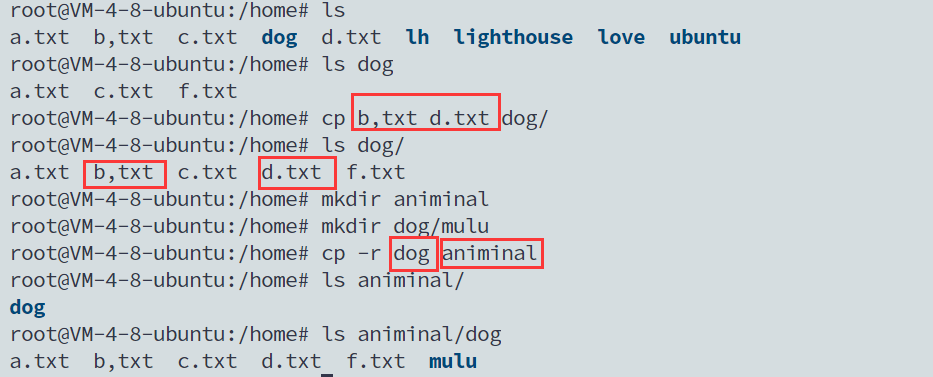 root@VM-4-8-ubuntu:/home# ls
a.txt b,txt c.txt dog d.txt lh lighthouse love ubuntu
root@VM-4-8-ubuntu:/home# ls dog
a.txt c.txt f.txt
root@VM-4-8-ubuntu:/home# cp b,txt d.txt dog/
root@VM-4-8-ubuntu:/home# ls dog/
a.txt b,txt c.txt d.txt f.txt
root@VM-4-8-ubuntu:/home# mkdir animinal
root@VM-4-8-ubuntu:/home# mkdir dog/mulu
root@VM-4-8-ubuntu:/home# cp -r dog animinal
root@VM-4-8-ubuntu:/home# ls animinal/
dog
root@VM-4-8-ubuntu:/home# ls animinal/dog
a.txt b,txt c.txt d.txt f.txt mulu